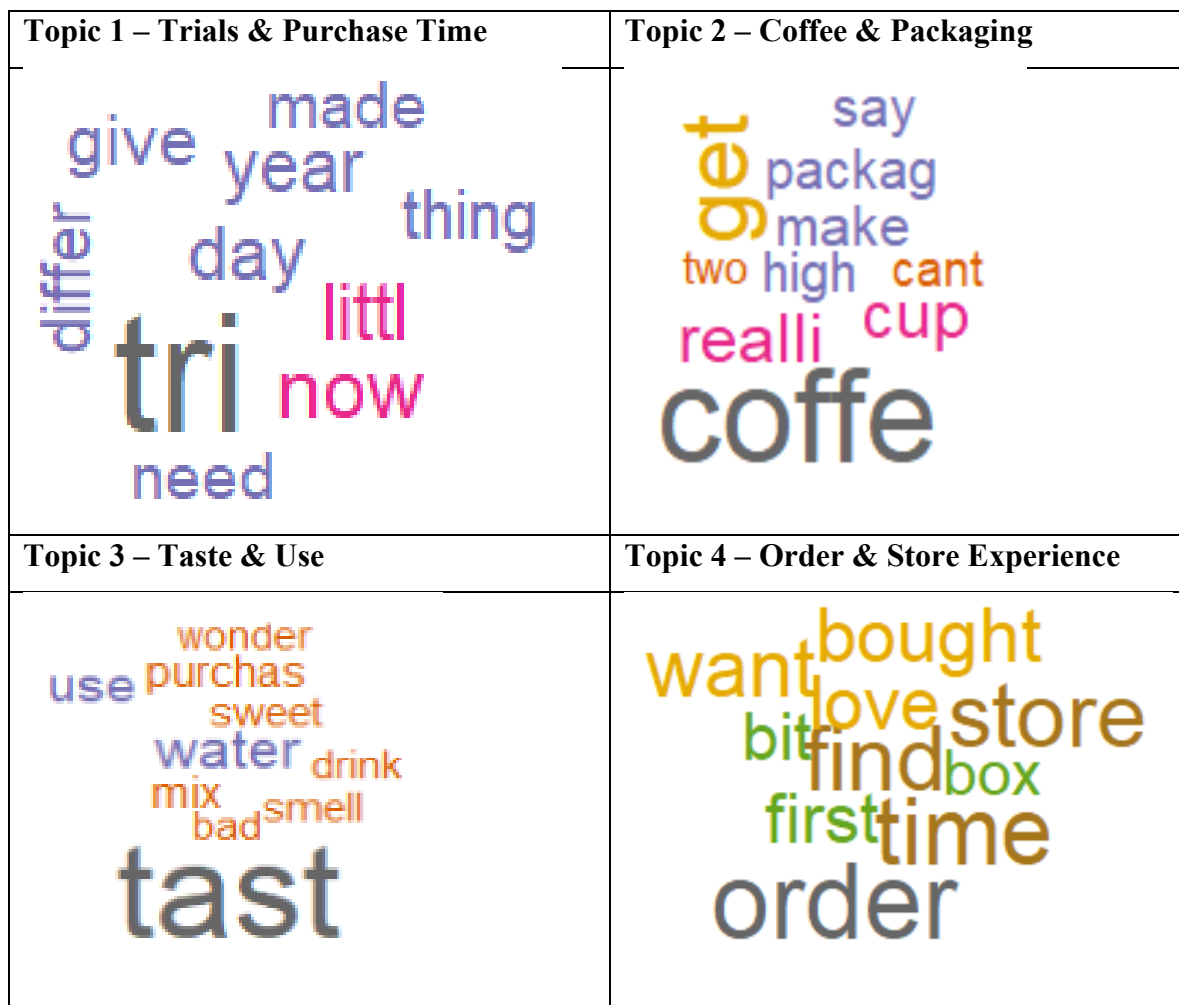 Topic 1 – Trials & Purchase Time
made
give
year
thing
differ
day
littl
tri
now
need
Topic 2 – Coffee & Packaging
say
get
packag
make
two high cant
realli cup
coffe
Topic 3 – Taste & Use
wonder
use purchas
sweet
water
drink
mix
smell
bad
tast
Topic 4 – Order & Store Experience
bought
want
love
store
bit
find
box
first
time
order